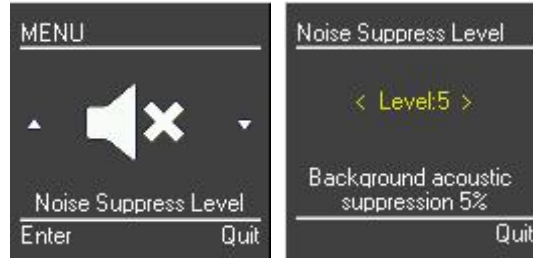 MENU
Noise Suppress Level
Enter Quit
Noise Suppress Level
< Level:5 >
Background acoustic
suppression 5%
Quit